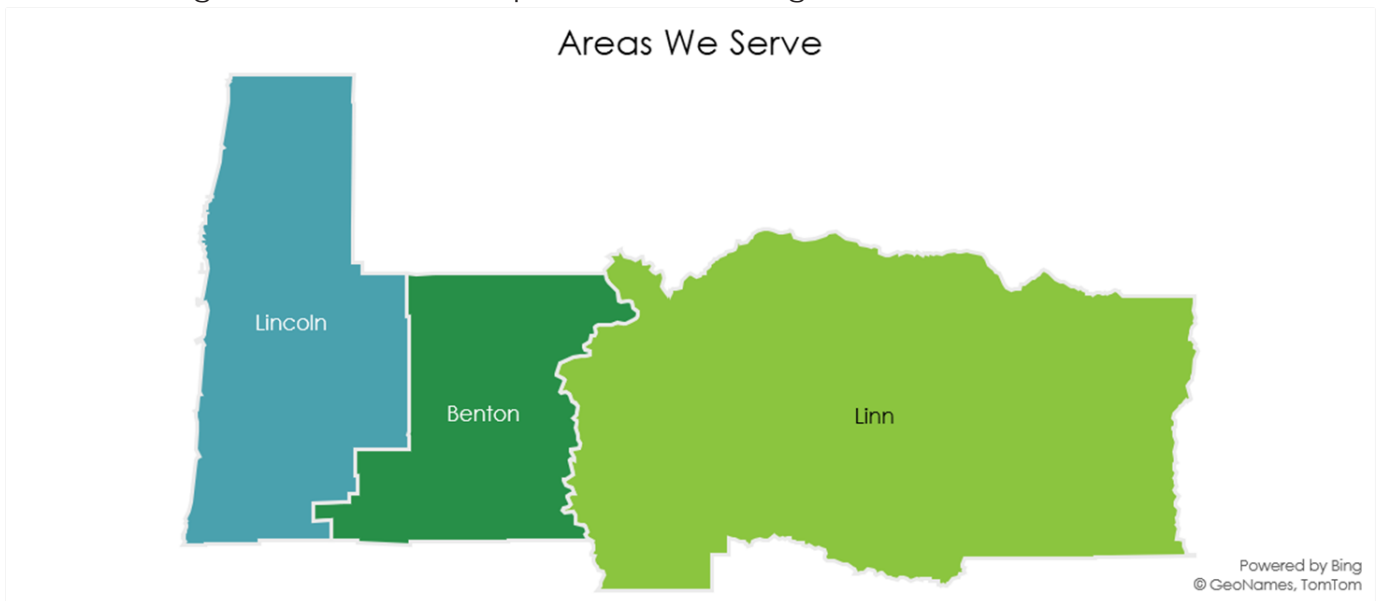 Areas We Serve
Lincoln
Benton
Linn
Powered by Bing
© GeoNames, TomTom